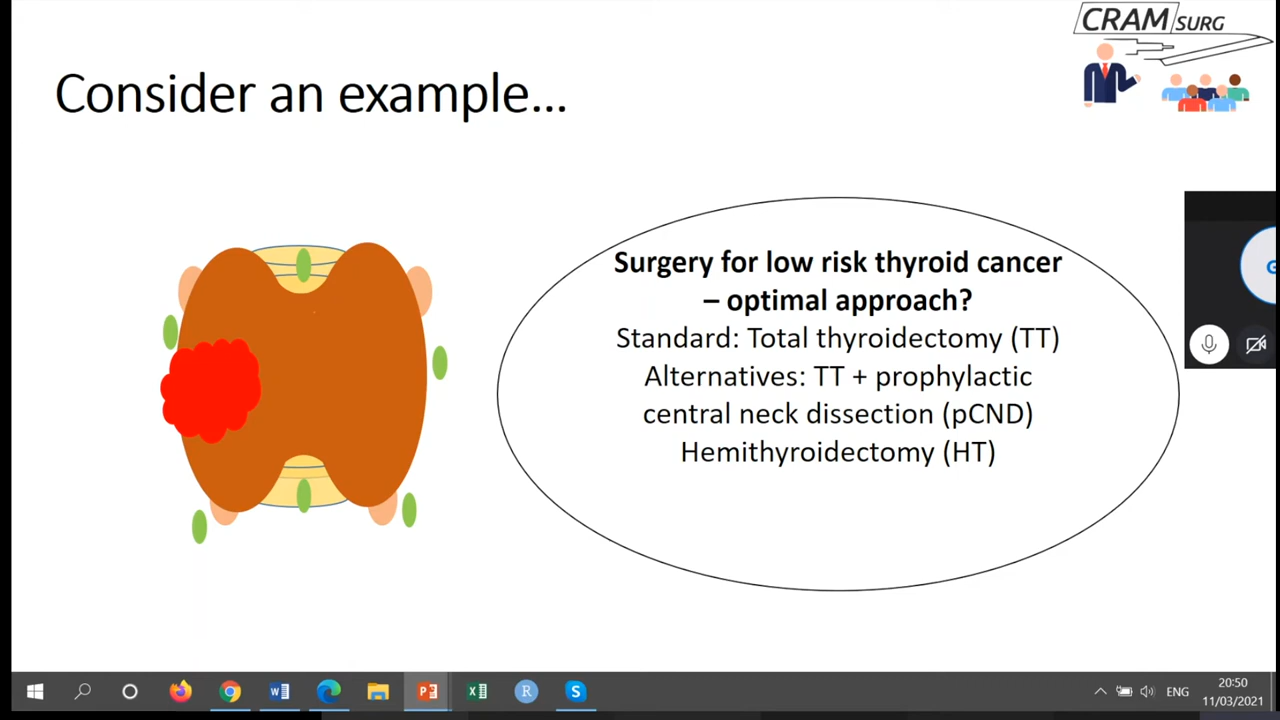 CRAM SURG
Consider an example...
Surgery for low risk thyroid cancer
– optimal approach?
Standard: Total thyroidectomy (TT)
Alternatives: TT + prophylactic
central neck dissection (pCND)
Hemithyroidectomy (HT)
ENG
20:50
11/03/2021